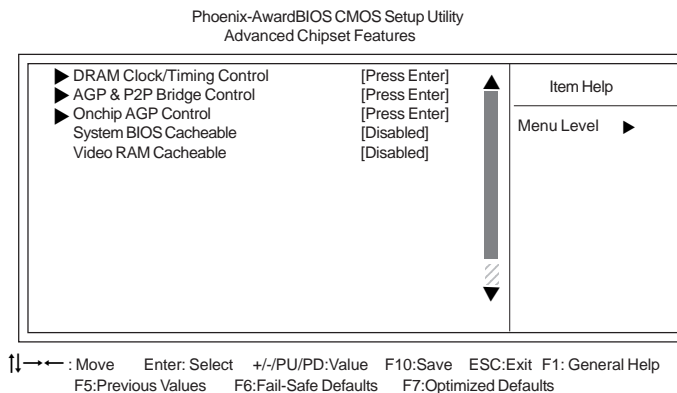 Phoenix-AwardBIOS CMOS Setup Utility
Advanced Chipset Features
DRAM Clock/Timing Control [Press Enter]
AGP & P2P Bridge Control [Press Enter]
Onchip AGP Control [Press Enter]
System BIOS Cacheable [Disabled]
Video RAM Cacheable [Disabled]
Item Help
Menu Level
: Move Enter: Select +/-/PU/PD:Value F10:Save ESC:Exit F1: General Help
F5:Previous Values F6:Fail-Safe Defaults F7:Optimized Defaults